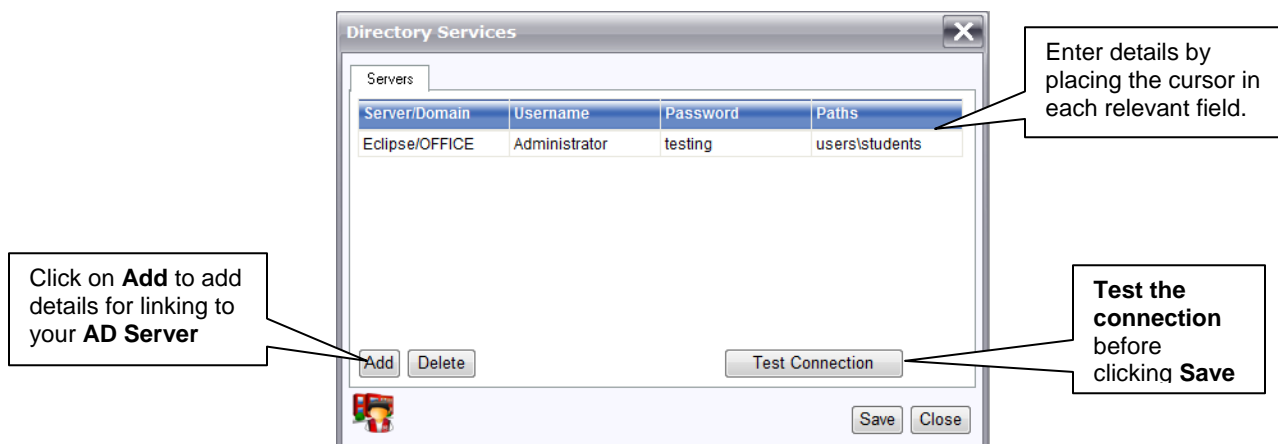 Directory Services
Enter details by
placing the cursor in
each relevant field.
Servers
Server/Domain Username Password Paths
Eclipse/OFFICE Administrator testing users\students
Click on Add to add
details for linking to
your AD Server
Test the
connection
before
clicking Save
Add Delete Test Connection
Save Close